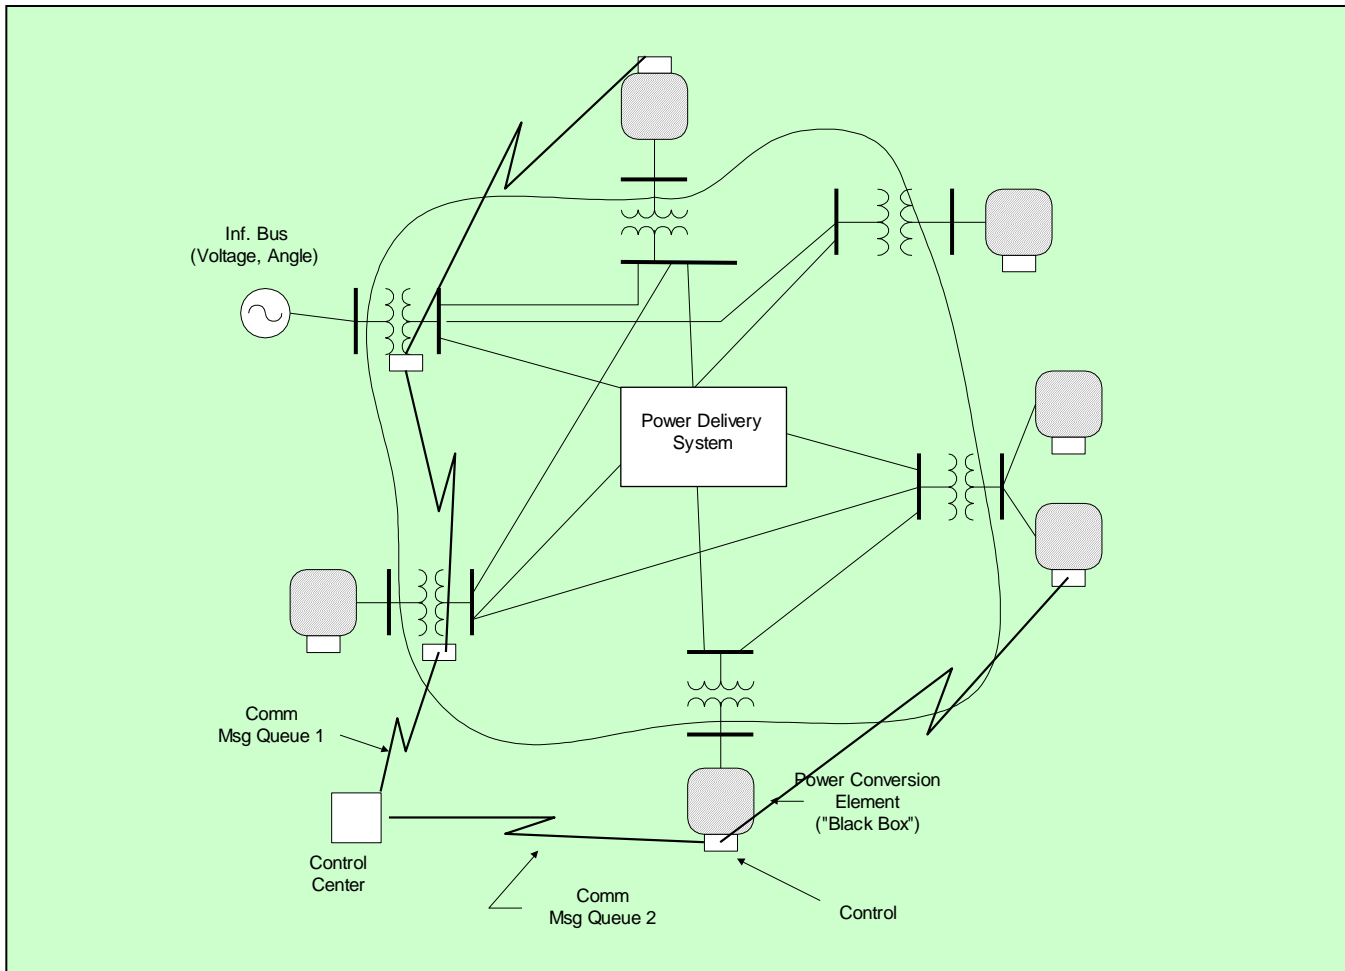 Inf. Bus
(Voltage, Angle)
Power Delivery
System
Comm
Msg Queue 1
Power Conversion
Element
("Black Box")
Control
Center
Comm
Msg Queue 2
Control